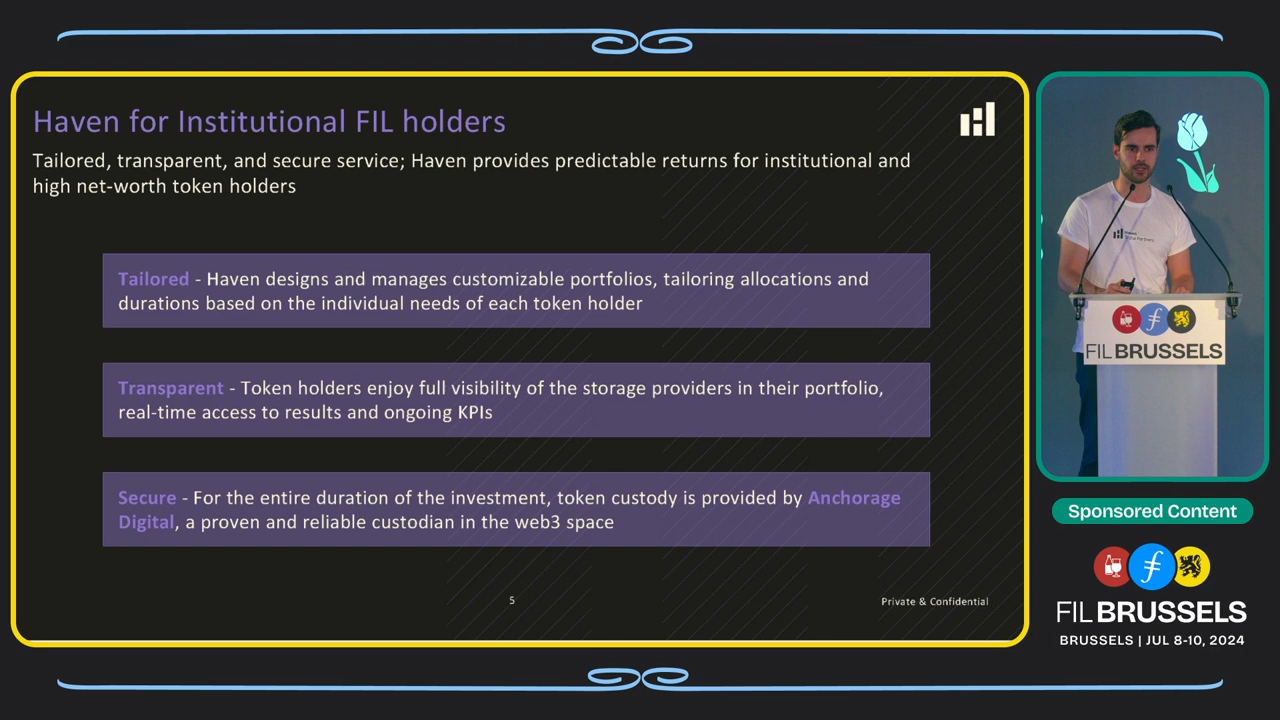 Haven for Institutional FIL holders
Tailored, transparent, and secure service; Haven provides predictable returns for institutional and
high net-worth token holders
Tailored - Haven designs and manages customizable portfolios, tailoring allocations and
durations based on the individual needs of each token holder
Transparent - Token holders enjoy full visibility of the storage providers in their portfolio,
real-time access to results and ongoing KPIs
Secure - For the entire duration of the investment, token custody is provided by Anchorage
Digital, a proven and reliable custodian in the web3 space
5
Private & Confidential
FIL BRUSSELS
Sponsored Content
FIL BRUSSELS
BRUSSELS | JUL 8-10, 2024